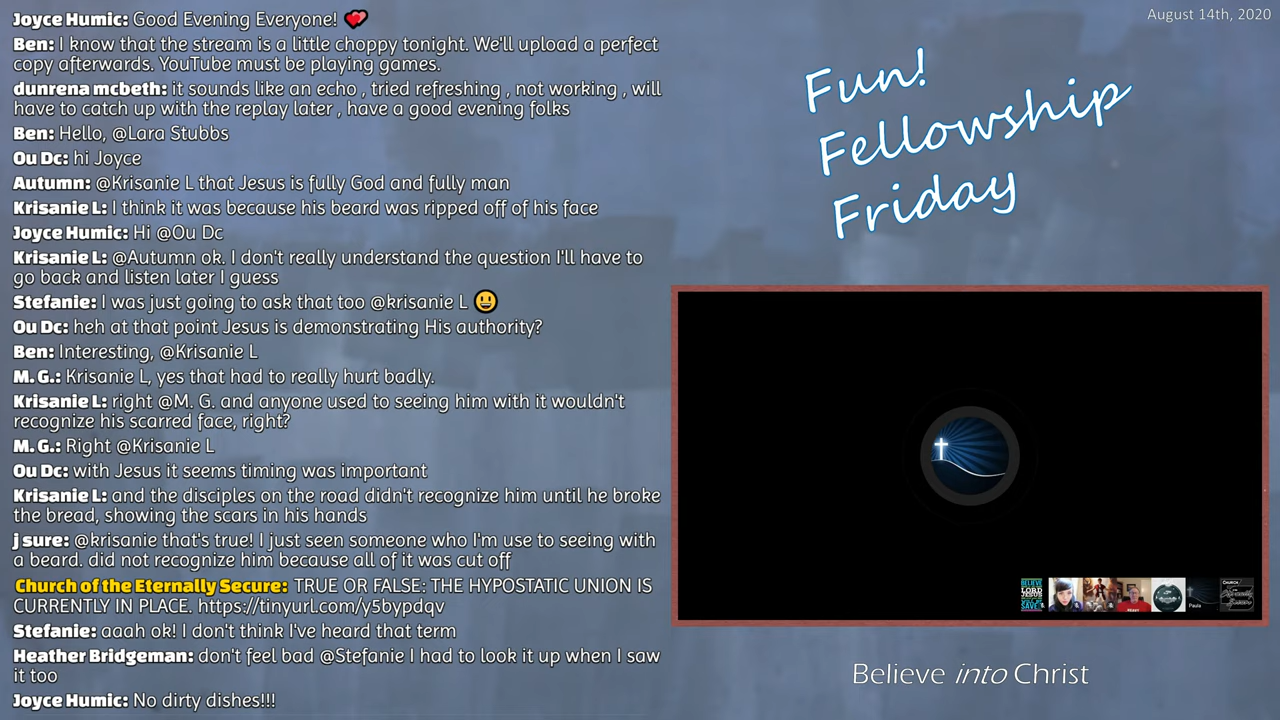 Joyce Humic: Good Evening Everyone!
Ben: I know that the stream is a little choppy tonight. We'll upload a perfect
copy afterwards. YouTube must be playing games.
dunrena mcbeth: it sounds like an echo , tried refreshing , not working , will
have to catch up with the replay later , have a good evening folks
Ben: Hello, @Lara Stubbs
Ou Dc: hi Joyce
Autumn: @Krisanie L that Jesus is fully God and fully man
Krisanie L: I think it was because his beard was ripped off of his face
Joyce Humic: Hi @Ou Dc
Krisanie L: @Autumn ok. I don't really understand the question I'll have to
go back and listen later I guess
Stefanie: I was just going to ask that too @krisanie L 😃
Ou Dc: heh at that point Jesus is demonstrating His authority?
Ben: Interesting, @Krisanie L
M. G.: Krisanie L, yes that had to really hurt badly.
Krisanie L: right @M. G. and anyone used to seeing him with it wouldn't
recognize his scarred face, right?
M. G.: Right @Krisanie L
Ou Dc: with Jesus it seems timing was important
Krisanie L: and the disciples on the road didn't recognize him until he broke
the bread, showing the scars in his hands
j sure: @krisanie that's true! I just seen someone who I'm use to seeing with
a beard. did not recognize him because all of it was cut off
Church of the Eternally Secure: TRUE OR FALSE: THE HYPOSTATIC UNION IS
CURRENTLY IN PLACE. https://tinyurl.com/y5bypdqv
Stefanie: aaah ok! I don't think I've heard that term
Heather Bridgeman: don't feel bad @Stefanie I had to look it up when I saw
it too
Joyce Humic: No dirty dishes!!!
August 14th, 2020
Fun!
Fellowship
Friday
BELIEVE
LORD
JESUS
SAVE
Paula
CHURCH
Believe into Christ